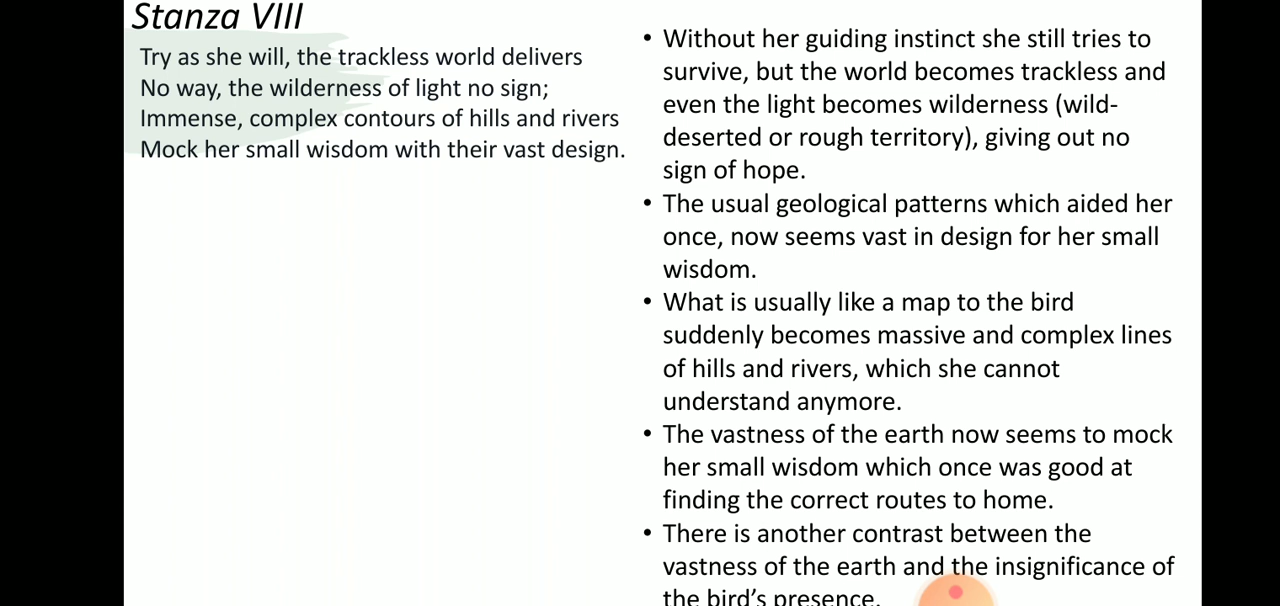 Stanza VIII
Try as she will, the trackless world delivers
No way, the wilderness of light no sign;
Immense, complex contours of hills and rivers
Mock her small wisdom with their vast design.
• Without her guiding instinct she still tries to
survive, but the world becomes trackless and
even the light becomes wilderness (wild-
deserted or rough territory), giving out no
sign of hope.
• The usual geological patterns which aided her
once, now seems vast in design for her small
wisdom.
• What is usually like a map to the bird
suddenly becomes massive and complex lines
of hills and rivers, which she cannot
understand anymore.
• The vastness of the earth now seems to mock
her small wisdom which once was good at
finding the correct routes to home.
• There is another contrast between the
vastness of the earth and the insignificance of
the bird's presence.